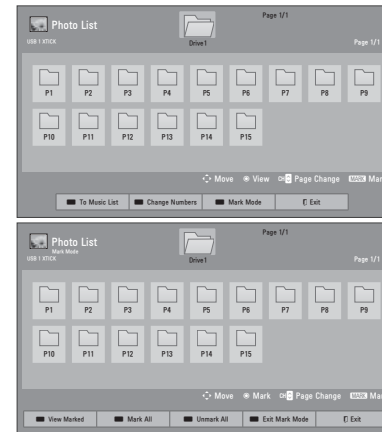 Page 1/1
Photo List
USB 1 XTICK
Drive1
Page 1/1
P1 P2 P3 P4 P5 P6 P7 P8 P9
P10 P11 P12 P13 P14 P15
Move View CH Page Change MARK Mar
To Music List Change Numbers Mark Mode Exit
Page 1/1
Photo List
Mark Mode
USB 1 XTICK
Drive1
Page 1/1
P1 P2 P3 P4 P5 P6 P7 P8 P9
P10 P11 P12 P13 P14 P15
Move Mark CH Page Change MARK Mar
View Marked Mark All Unmark All Exit Mark Mode Exit